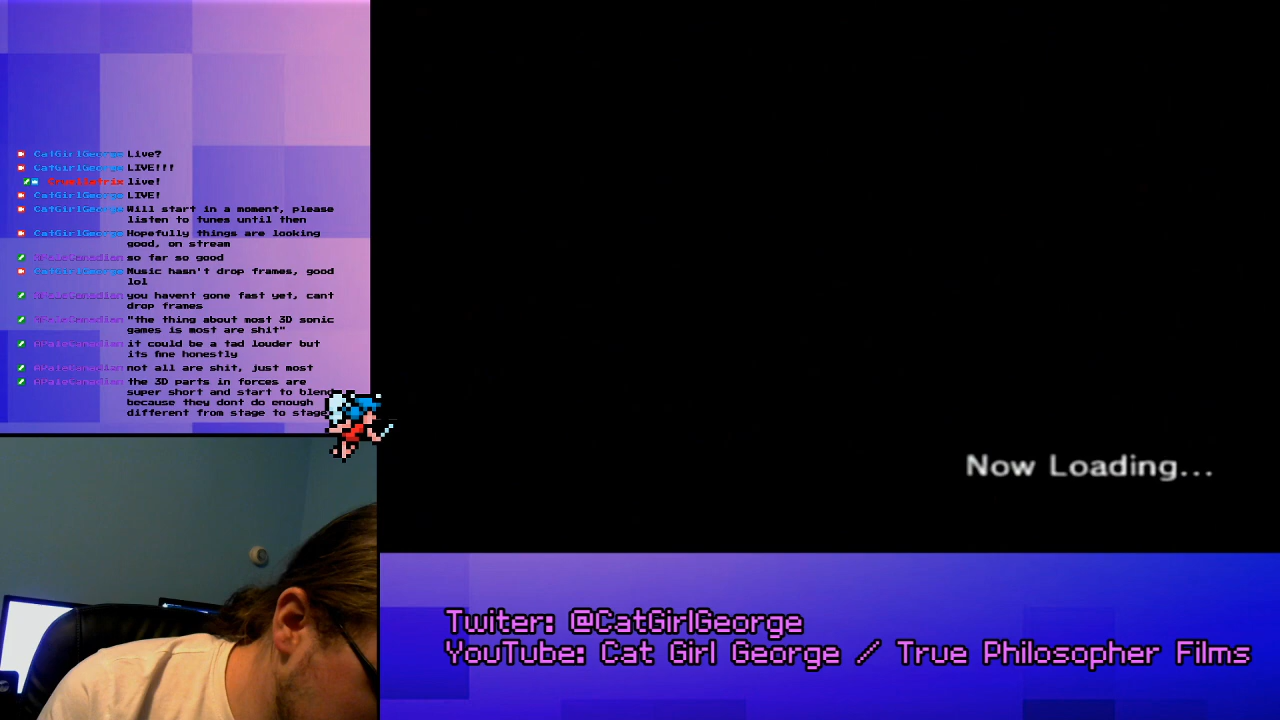 CatGirlGeorge Live?
CatGirlGeorge LIVE!!!
live!
CatGirlGeorge LIVE!
CatGirlGeorge Will start in a moment, please
listen to tunes until then
CatGirlGeorge Hopefully things are looking
good, on stream
APaleCanadian so far so good
CatGirlGeorge Music hasn't drop frames, good
lol
APaleCanadian you havent gone fast yet, cant
drop frames
APaleCanadian "the thing about most 3D sonic
games is most are shit"
APaleCanadian it could be a tad louder but
its fine honestly
APaleCanadian not all are shit, just most
APaleCanadian the 3D parts in forces are
super short and start to blend
because they dont do enough
different from stage to stage
Now Loading...
Twiter: @CatGirlGeorge
YouTube: Cat Girl George / True Philosopher Films